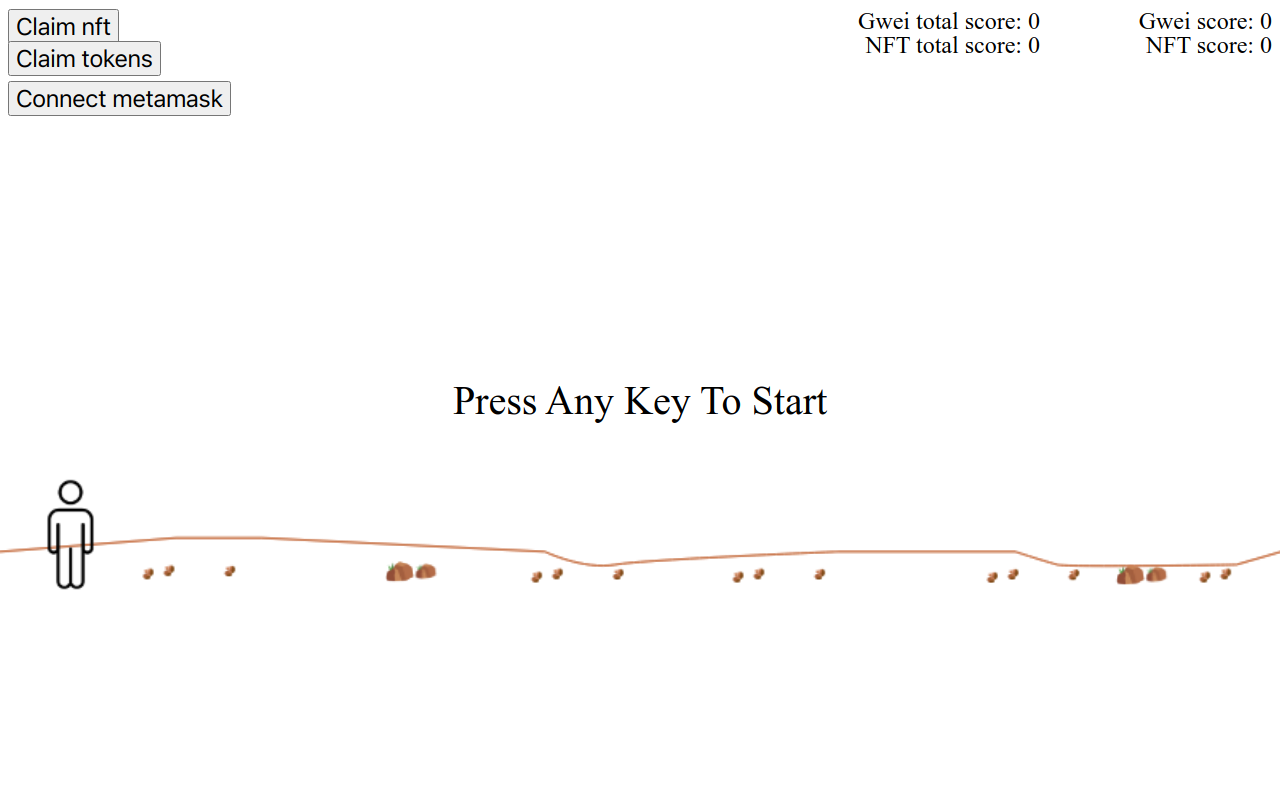 Claim nft
Claim tokens
Connect metamask
Gwei total score: 0
NFT total score: 0
Gwei score: 0
NFT score: 0
Press Any Key To Start